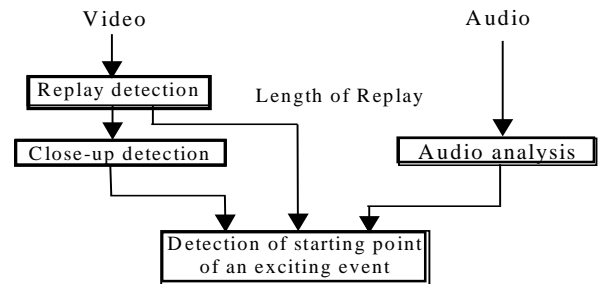 Video
Audio
Replay detection
Length of Replay
Close-up detection
Audio analysis
Detection of starting point
of an exciting event